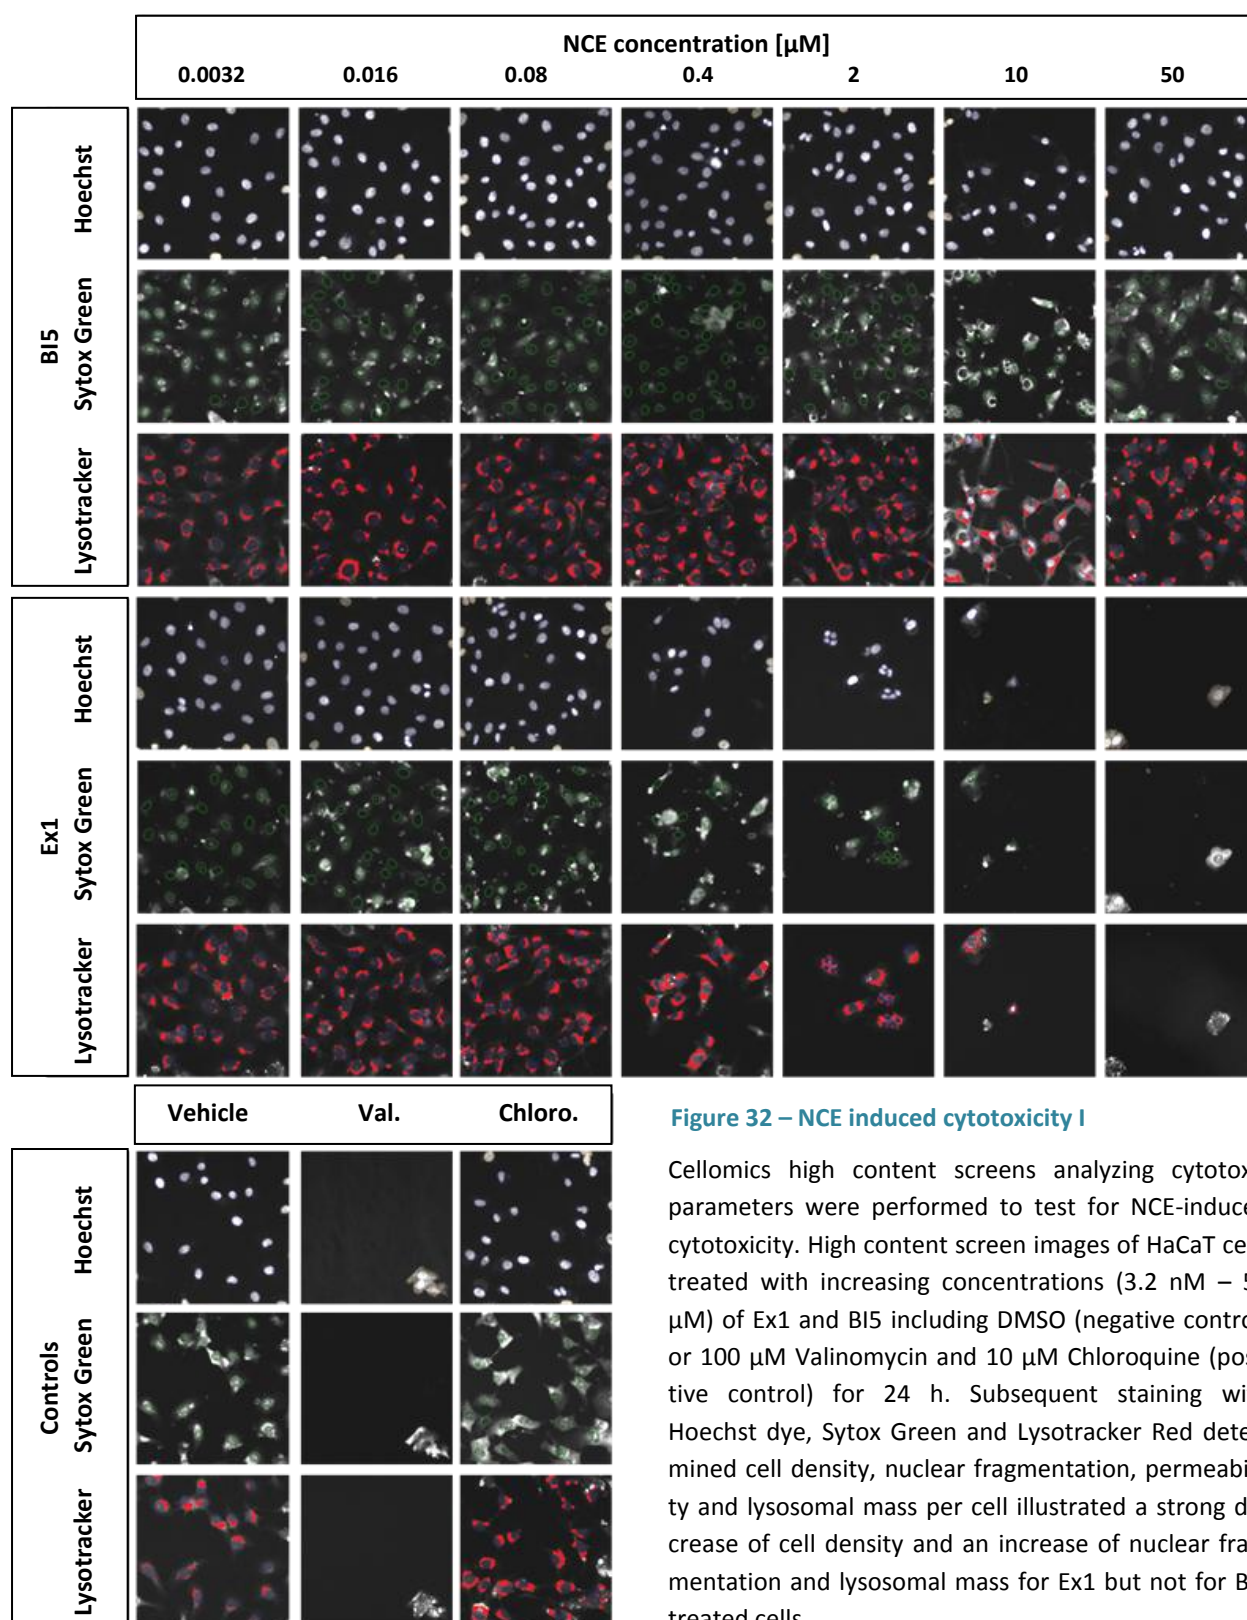 NCE concentration [µM]
0.0032 0.016 0.08 0.4 2 10 50
BI5
Hoechst
Sytox Green
Lysotracker
Ex1
Hoechst
Sytox Green
Lysotracker
Vehicle Val. Chloro.
Controls
Hoechst
Sytox Green
Lysotracker
Figure 32 – NCE induced cytotoxicity I
Cellomics high content screens analyzing cytotox
parameters were performed to test for NCE-induce
cytotoxicity. High content screen images of HaCaT ce
treated with increasing concentrations (3.2 nM – 5
µM) of Ex1 and BI5 including DMSO (negative contro
or 100 µM Valinomycin and 10 µM Chloroquine (pos
tive control) for 24 h. Subsequent staining wi
Hoechst dye, Sytox Green and Lysotracker Red dete
mined cell density, nuclear fragmentation, permeabi
ty and lysosomal mass per cell illustrated a strong d
crease of cell density and an increase of nuclear fra
mentation and lysosomal mass for Ex1 but not for B
treated cells